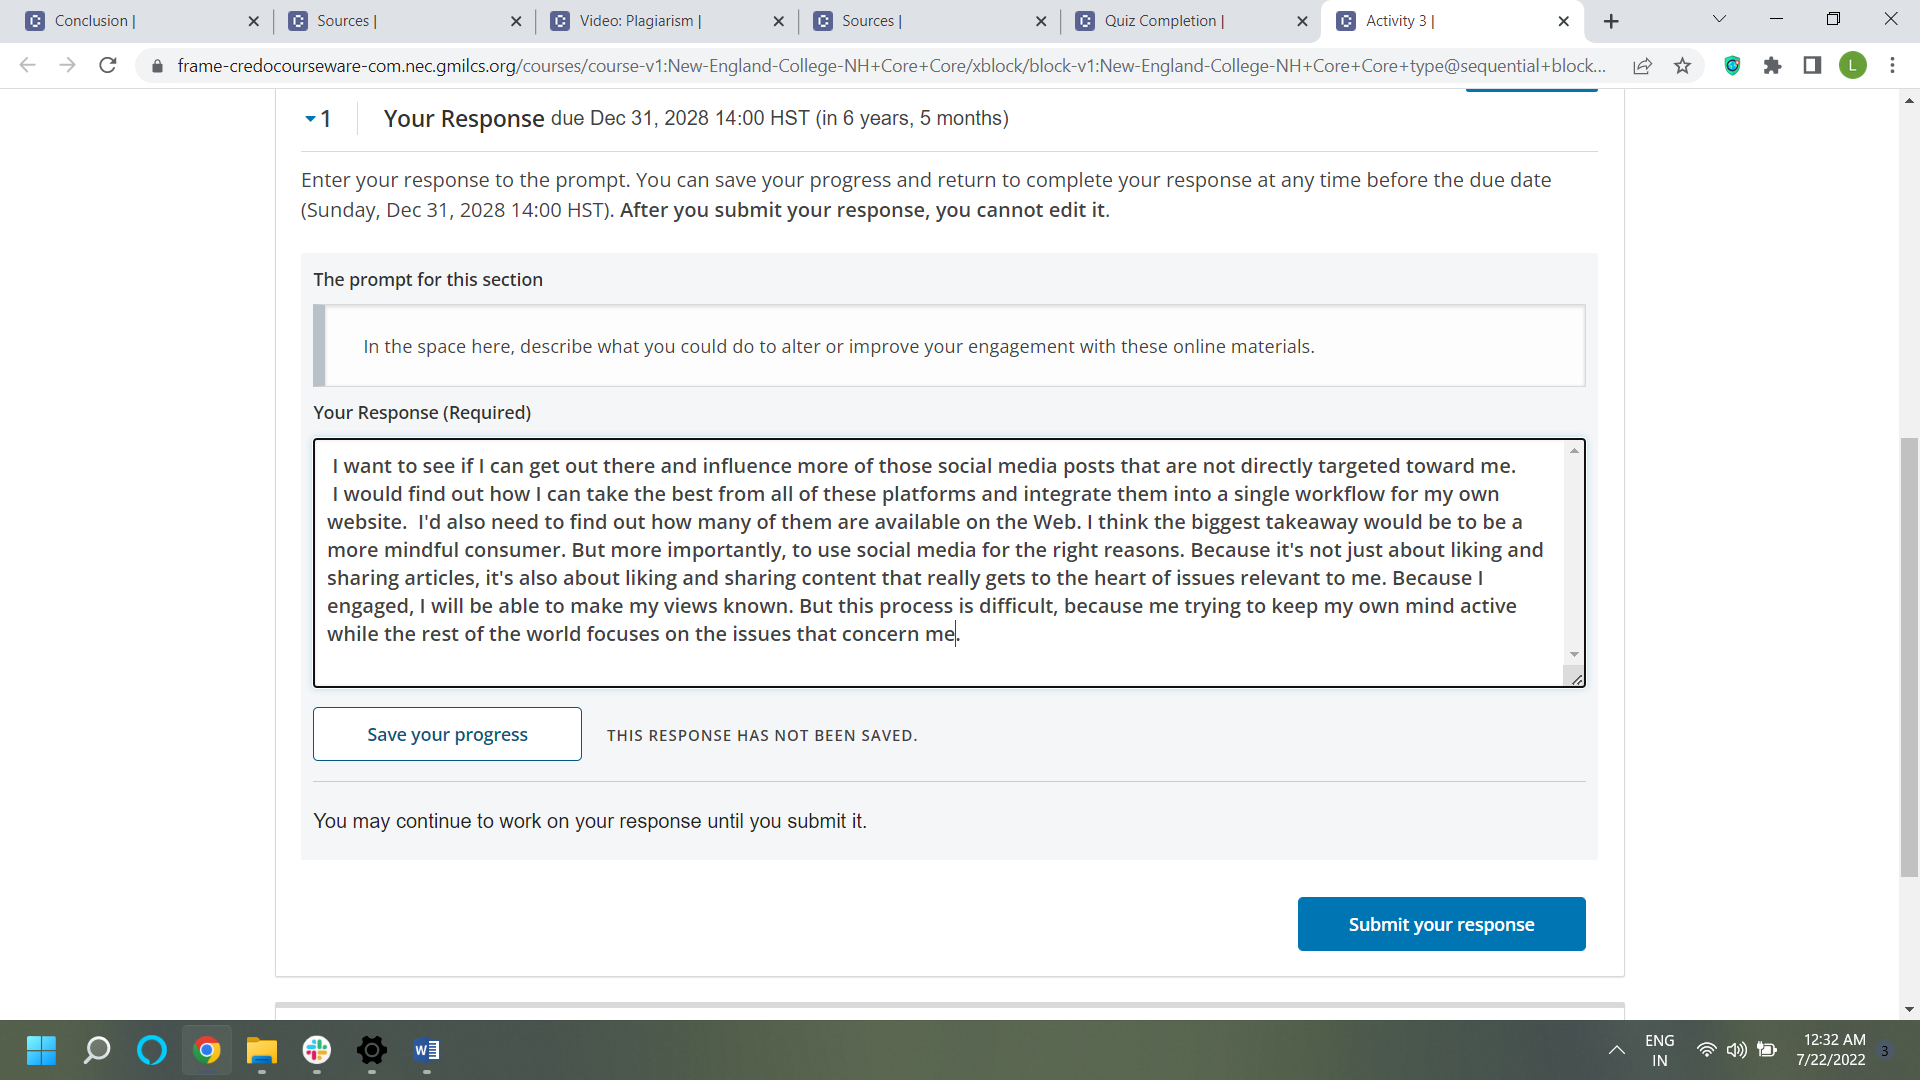 Conclusion |
Sources |
Video: Plagiarism |
Sources |
Quiz Completion |
Activity 3 |
frame-credocourseware-com.nec.gmilcs.org/courses/course-v1:New-England-College-NH+Core+Core/xblock/block-v1:New-England-College-NH+Core+Core+type@sequential+block...
L
1 Your Response due Dec 31, 2028 14:00 HST (in 6 years, 5 months)
Enter your response to the prompt. You can save your progress and return to complete your response at any time before the due date
(Sunday, Dec 31, 2028 14:00 HST). After you submit your response, you cannot edit it.
The prompt for this section
In the space here, describe what you could do to alter or improve your engagement with these online materials.
Your Response (Required)
I want to see if I can get out there and influence more of those social media posts that are not directly targeted toward me.
I would find out how I can take the best from all of these platforms and integrate them into a single workflow for my own
website.  I'd also need to find out how many of them are available on the Web. I think the biggest takeaway would be to be a
more mindful consumer. But more importantly, to use social media for the right reasons. Because it's not just about liking and
sharing articles, it's also about liking and sharing content that really gets to the heart of issues relevant to me. Because I
engaged, I will be able to make my views known. But this process is difficult, because me trying to keep my own mind active
while the rest of the world focuses on the issues that concern me.
Save your progress
THIS RESPONSE HAS NOT BEEN SAVED.
You may continue to work on your response until you submit it.
Submit your response
W
ENG
IN
12:32 AM
7/22/2022
3